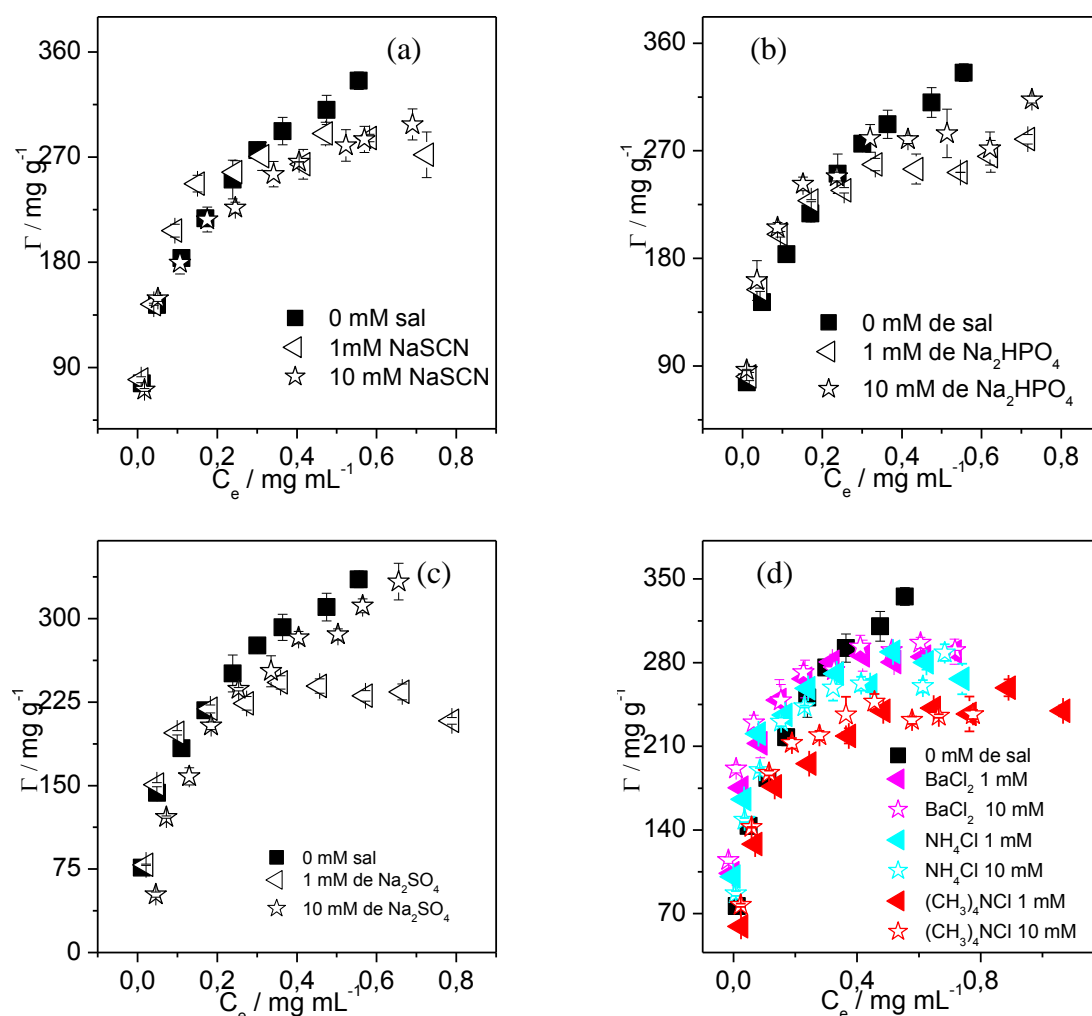 (a)
Γ / mg g⁻¹
360
270
180
90
0 mM sal
1mM NaSCN
10 mM NaSCN
0,0 0,2 0,4 0,6 0,8
Cₑ / mg mL⁻¹
(b)
Γ / mg g⁻¹
360
270
180
90
0 mM de sal
1 mM de Na₂HPO₄
10 mM de Na₂HPO₄
0,0 0,2 0,4 0,6 0,8
Cₑ / mg mL⁻¹
(c)
Γ / mg g⁻¹
300
225
150
75
0
0 mM sal
1 mM de Na₂SO₄
10 mM de Na₂SO₄
0,0 0,2 0,4 0,6 0,8
Cₑ / mg mL⁻¹
(d)
Γ / mg g⁻¹
350
280
210
140
70
0 mM de sal
BaCl₂ 1 mM
BaCl₂ 10 mM
NH₄Cl 1 mM
NH₄Cl 10 mM
(CH₃)₄NCl 1 mM
(CH₃)₄NCl 10 mM
0,0 0,4 0,8
Cₑ / mg mL⁻¹